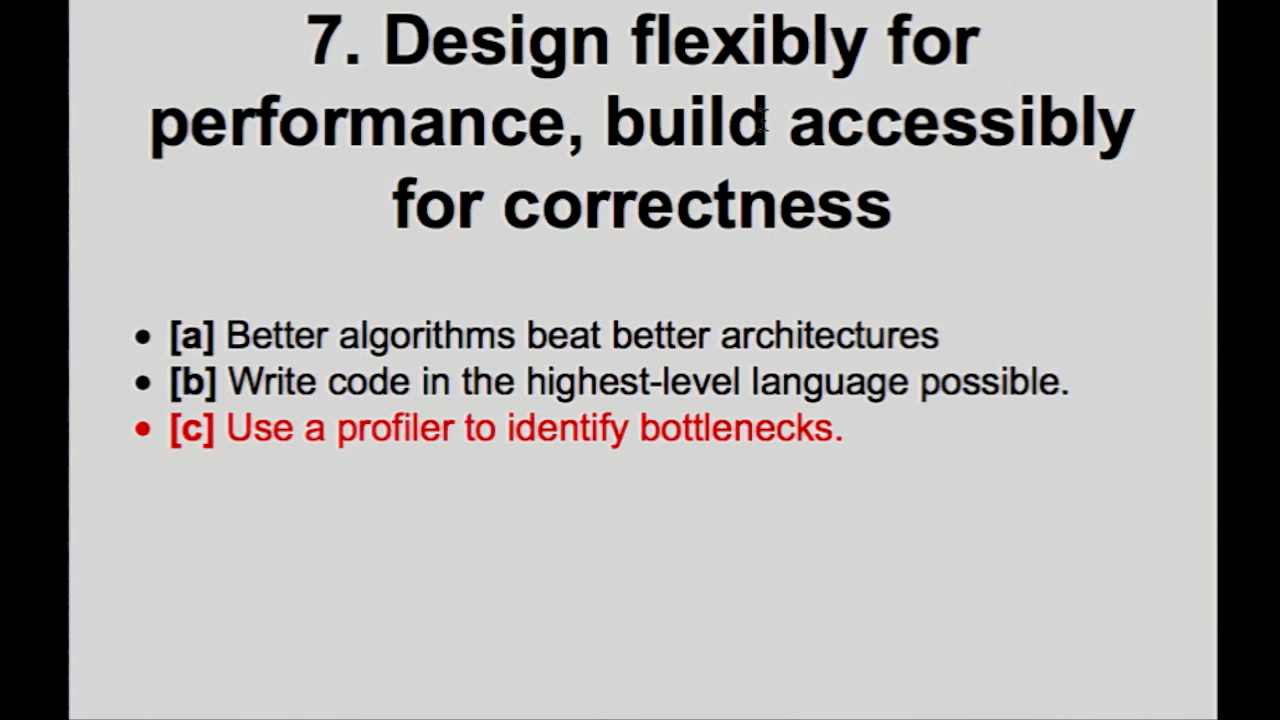 7. Design flexibly for
performance, build accessibly
for correctness
• [a] Better algorithms beat better architectures
• [b] Write code in the highest-level language possible.
• [c] Use a profiler to identify bottlenecks.